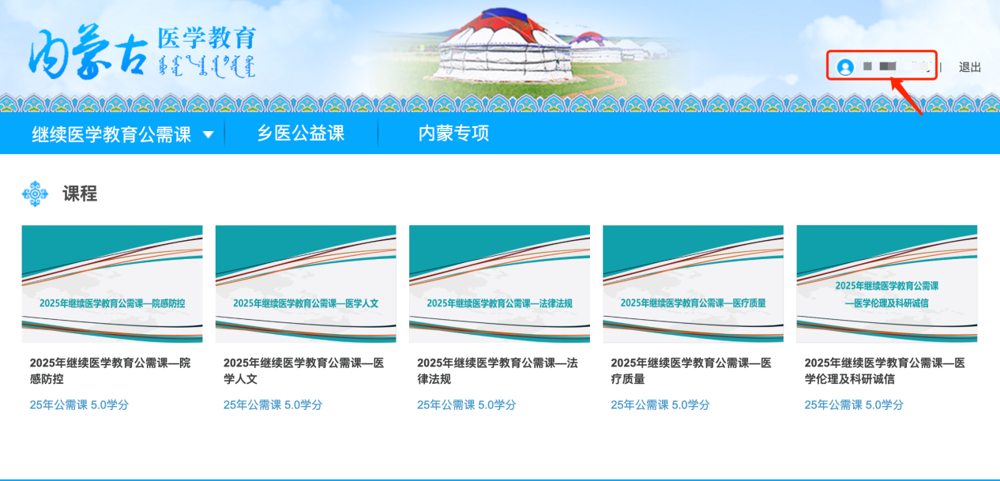 内蒙古
医学教育
退出
继续医学教育公需课
乡医公益课
内蒙专项
课程
2025年继续医学教育公需课—院感防控
2025年继续医学教育公需课—医学人文
2025年继续医学教育公需课—法律法规
2025年继续医学教育公需课—医疗质量
2025年继续医学教育公需课
—医学伦理及科研诚信
2025年继续医学教育公需课—院
感防控
25年公需课 5.0学分
2025年继续医学教育公需课—医
学人文
25年公需课 5.0学分
2025年继续医学教育公需课—法
律法规
25年公需课 5.0学分
2025年继续医学教育公需课—医
疗质量
25年公需课 5.0学分
2025年继续医学教育公需课—医
学伦理及科研诚信
25年公需课 5.0学分